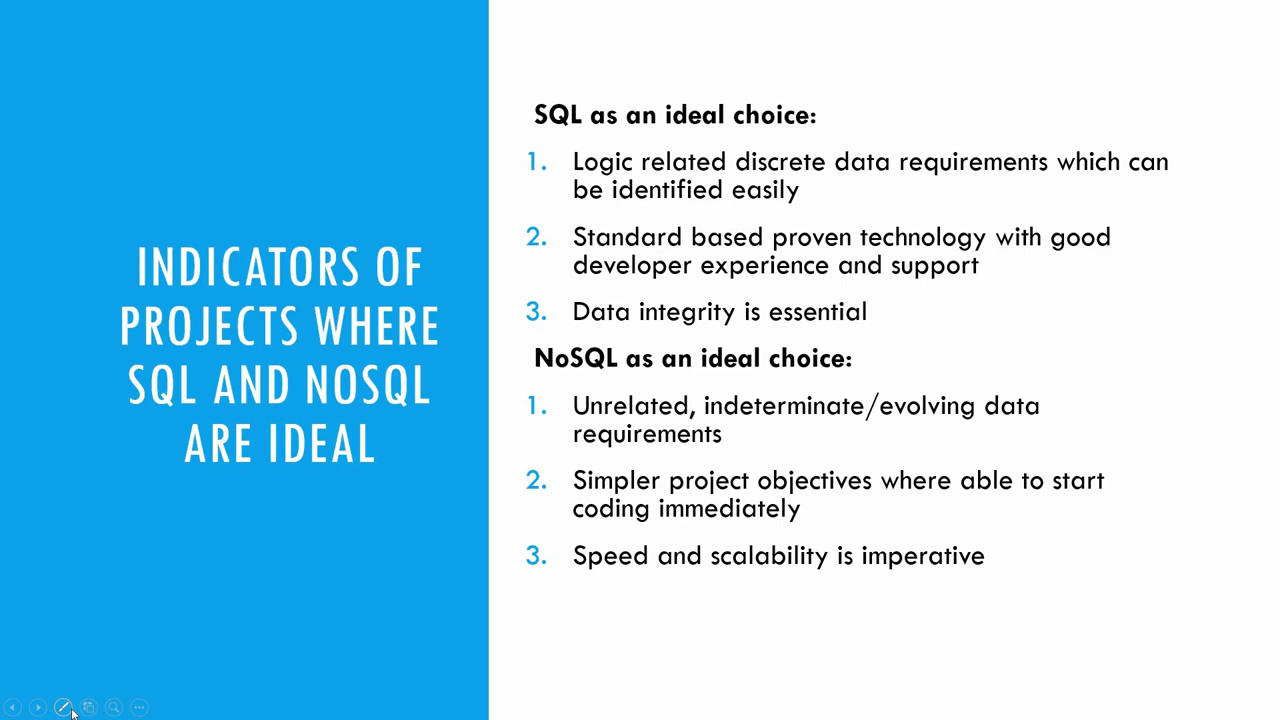 INDICATORS OF
PROJECTS WHERE
SQL AND NOSQL
ARE IDEAL
SQL as an ideal choice:
1. Logic related discrete data requirements which can
be identified easily
2. Standard based proven technology with good
developer experience and support
3. Data integrity is essential
NoSQL as an ideal choice:
1. Unrelated, indeterminate/evolving data
requirements
2. Simpler project objectives where able to start
coding immediately
3. Speed and scalability is imperative